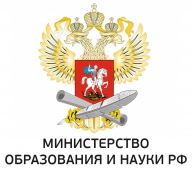 МИНИСТЕРСТВО
ОБРАЗОВАНИЯ И НАУКИ РФ